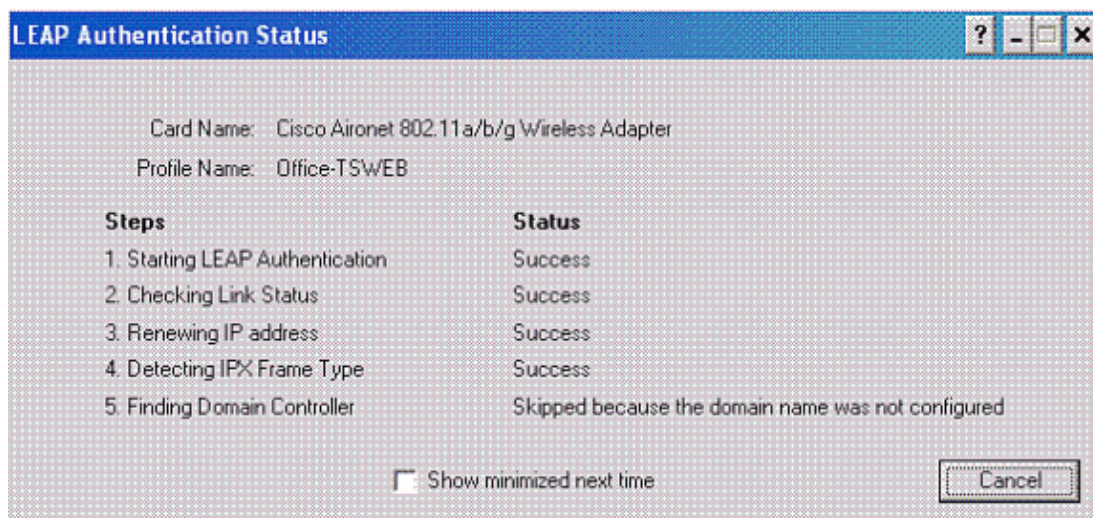 LEAP Authentication Status
Card Name: Cisco Aironet 802.11a/b/g Wireless Adapter
Profile Name: Office-TSWEB
Steps Status
1. Starting LEAP Authentication Success
2. Checking Link Status Success
3. Renewing IP address Success
4. Detecting IPX Frame Type Success
5. Finding Domain Controller Skipped because the domain name was not configured
Show minimized next time Cancel